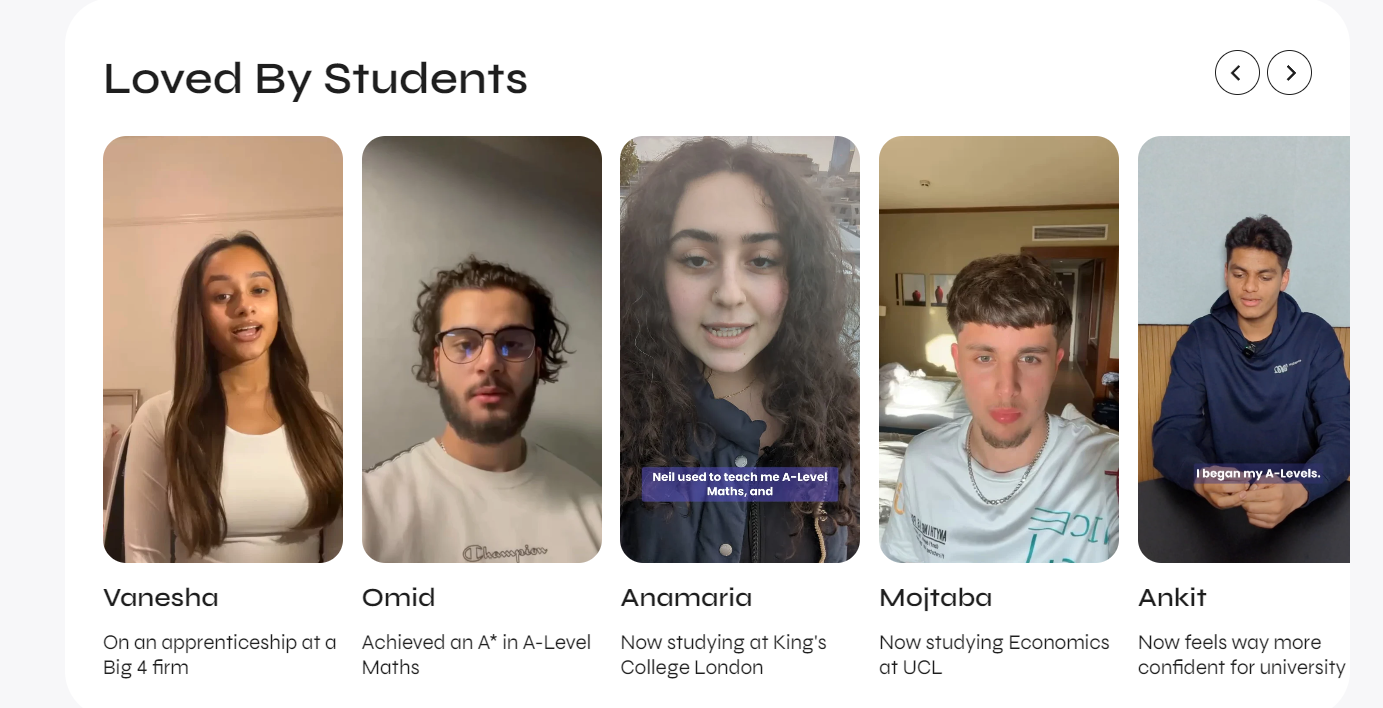 Loved By Students
Neil used to teach me A-Level
Maths, and
I began my A-Levels.
Champion
Vanesha
Omid
Anamaria
Mojtaba
Ankit
On an apprenticeship at a
Big 4 firm
Achieved an A* in A-Level
Maths
Now studying at King's
College London
Now studying Economics
at UCL
Now feels way more
confident for university